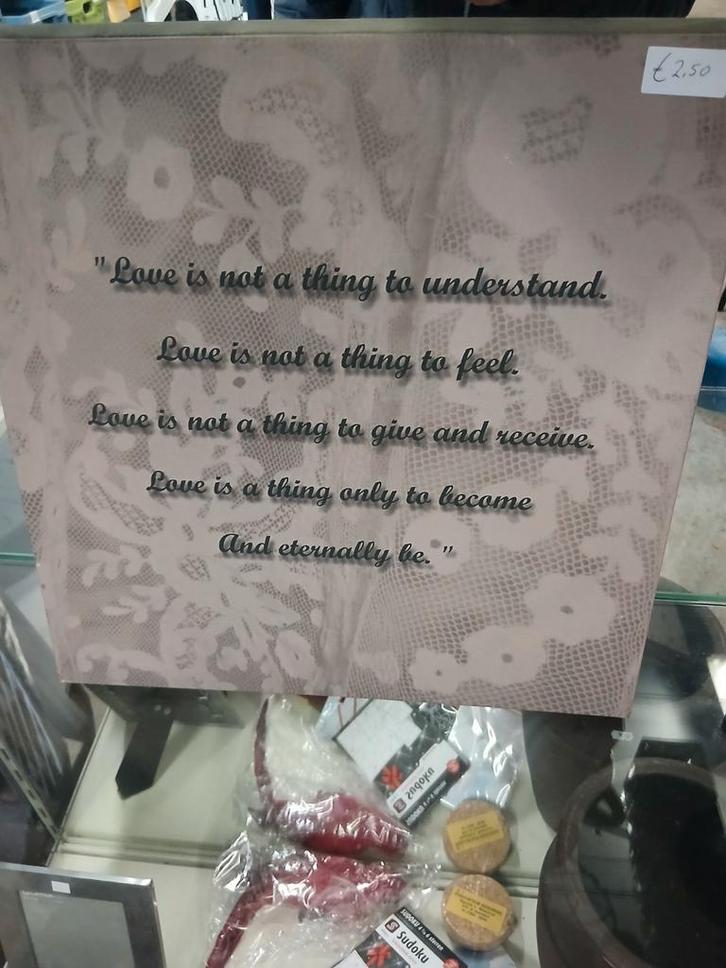 €2.50
"Love is not a thing to understand.
Love is not a thing to feel.
Love is not a thing to give and receive.
Love is a thing only to become
And eternally be."
Sudoku
Sudoku
SUDOKU